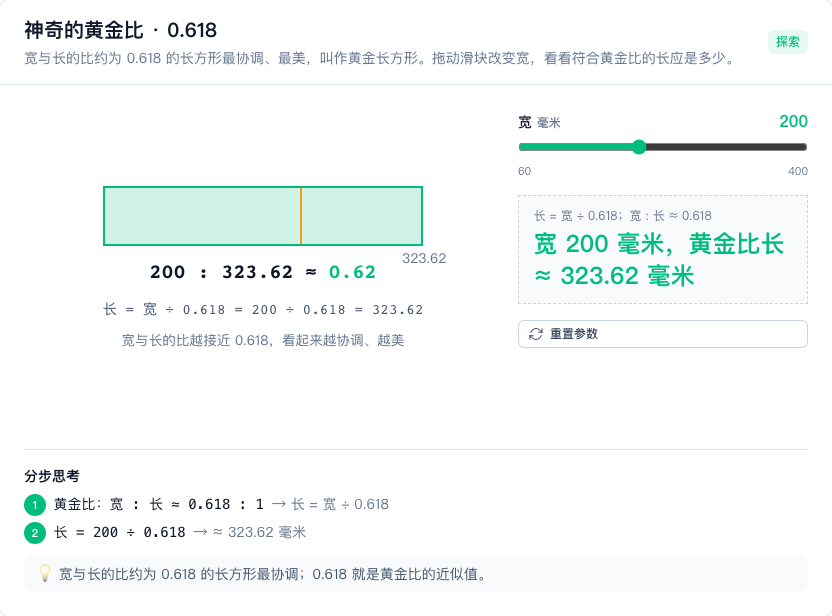 神奇的黄金比 · 0.618
宽与长的比约为 0.618 的长方形最协调、最美，叫作黄金长方形。拖动滑块改变宽，看看符合黄金比的长应是多少。
探索
宽 毫米
200
60
400
长 = 宽 ÷ 0.618；宽 : 长 ≈ 0.618
宽 200 毫米，黄金比长
≈ 323.62 毫米
重置参数
323.62
200 : 323.62 ≈ 0.62
长 = 宽 ÷ 0.618 = 200 ÷ 0.618 = 323.62
宽与长的比越接近 0.618，看起来越协调、越美
分步思考
1 黄金比：宽 : 长 ≈ 0.618 : 1 → 长 = 宽 ÷ 0.618
2 长 = 200 ÷ 0.618 → ≈ 323.62 毫米
宽与长的比约为 0.618 的长方形最协调；0.618 就是黄金比的近似值。